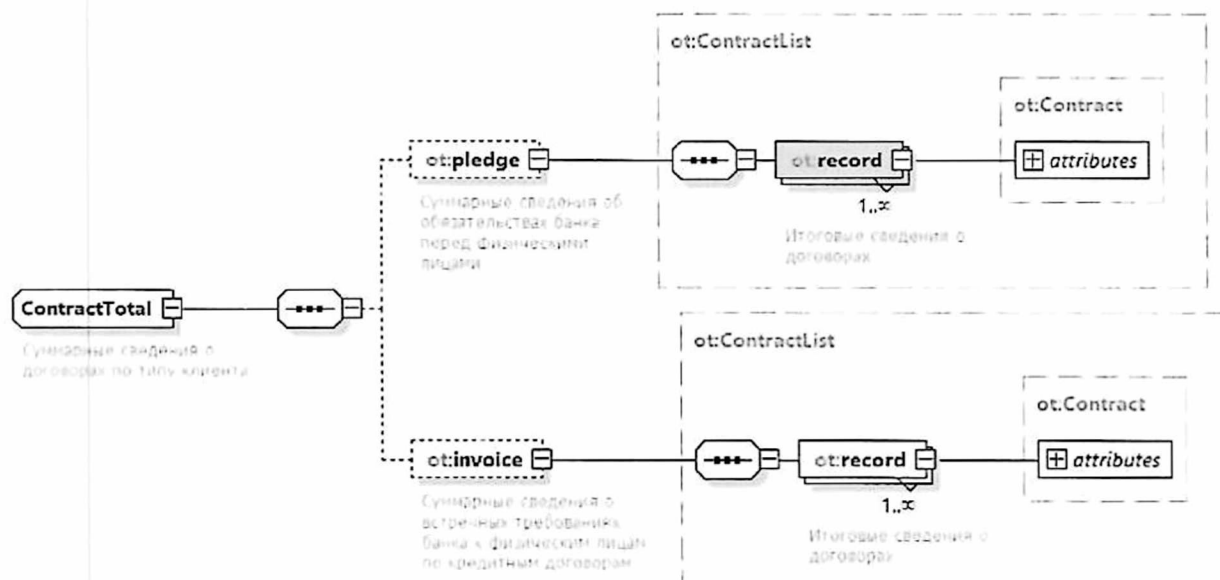 ot:ContractList
ot:Contract
ot:pledge
ot:record
attributes
1..∞
Суммарные сведения об
обязательствах банка
перед физическими
лицами
Итоговые сведения о
договорах
ContractTotal
Суммарные сведения о
договорах по типу клиента
ot:ContractList
ot:Contract
ot:invoice
ot:record
attributes
1..∞
Суммарные сведения о
встречных требованиях
банка к физическим лицам
по кредитным договорам
Итоговые сведения о
договорах